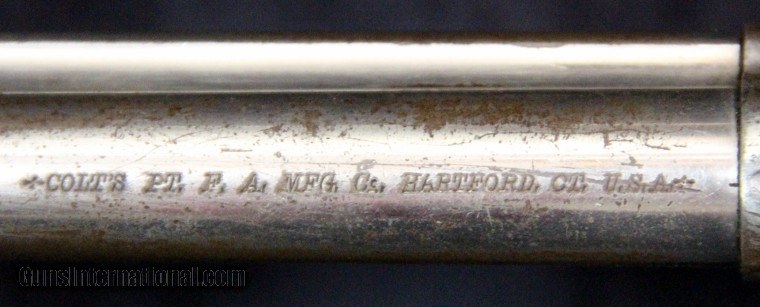 COLT'S PT. F. A. MFG. Co., HARTFORD. CT. U.S.A.
GunsInternational.com